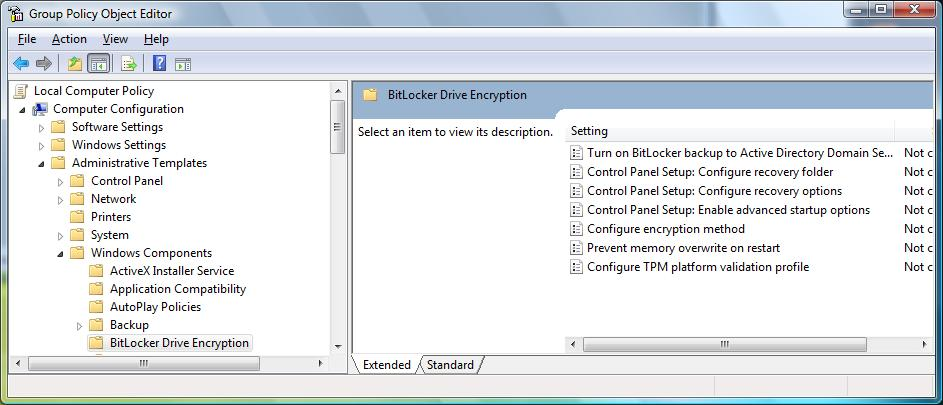 Group Policy Object Editor
File Action View Help
Local Computer Policy
Computer Configuration
Software Settings
Windows Settings
Administrative Templates
Control Panel
Network
Printers
System
Windows Components
ActiveX Installer Service
Application Compatibility
AutoPlay Policies
Backup
BitLocker Drive Encryption
BitLocker Drive Encryption
Select an item to view its description.
Setting S
Turn on BitLocker backup to Active Directory Domain Se... Not c
Control Panel Setup: Configure recovery folder Not c
Control Panel Setup: Configure recovery options Not c
Control Panel Setup: Enable advanced startup options Not c
Configure encryption method Not c
Prevent memory overwrite on restart Not c
Configure TPM platform validation profile Not c
Extended Standard